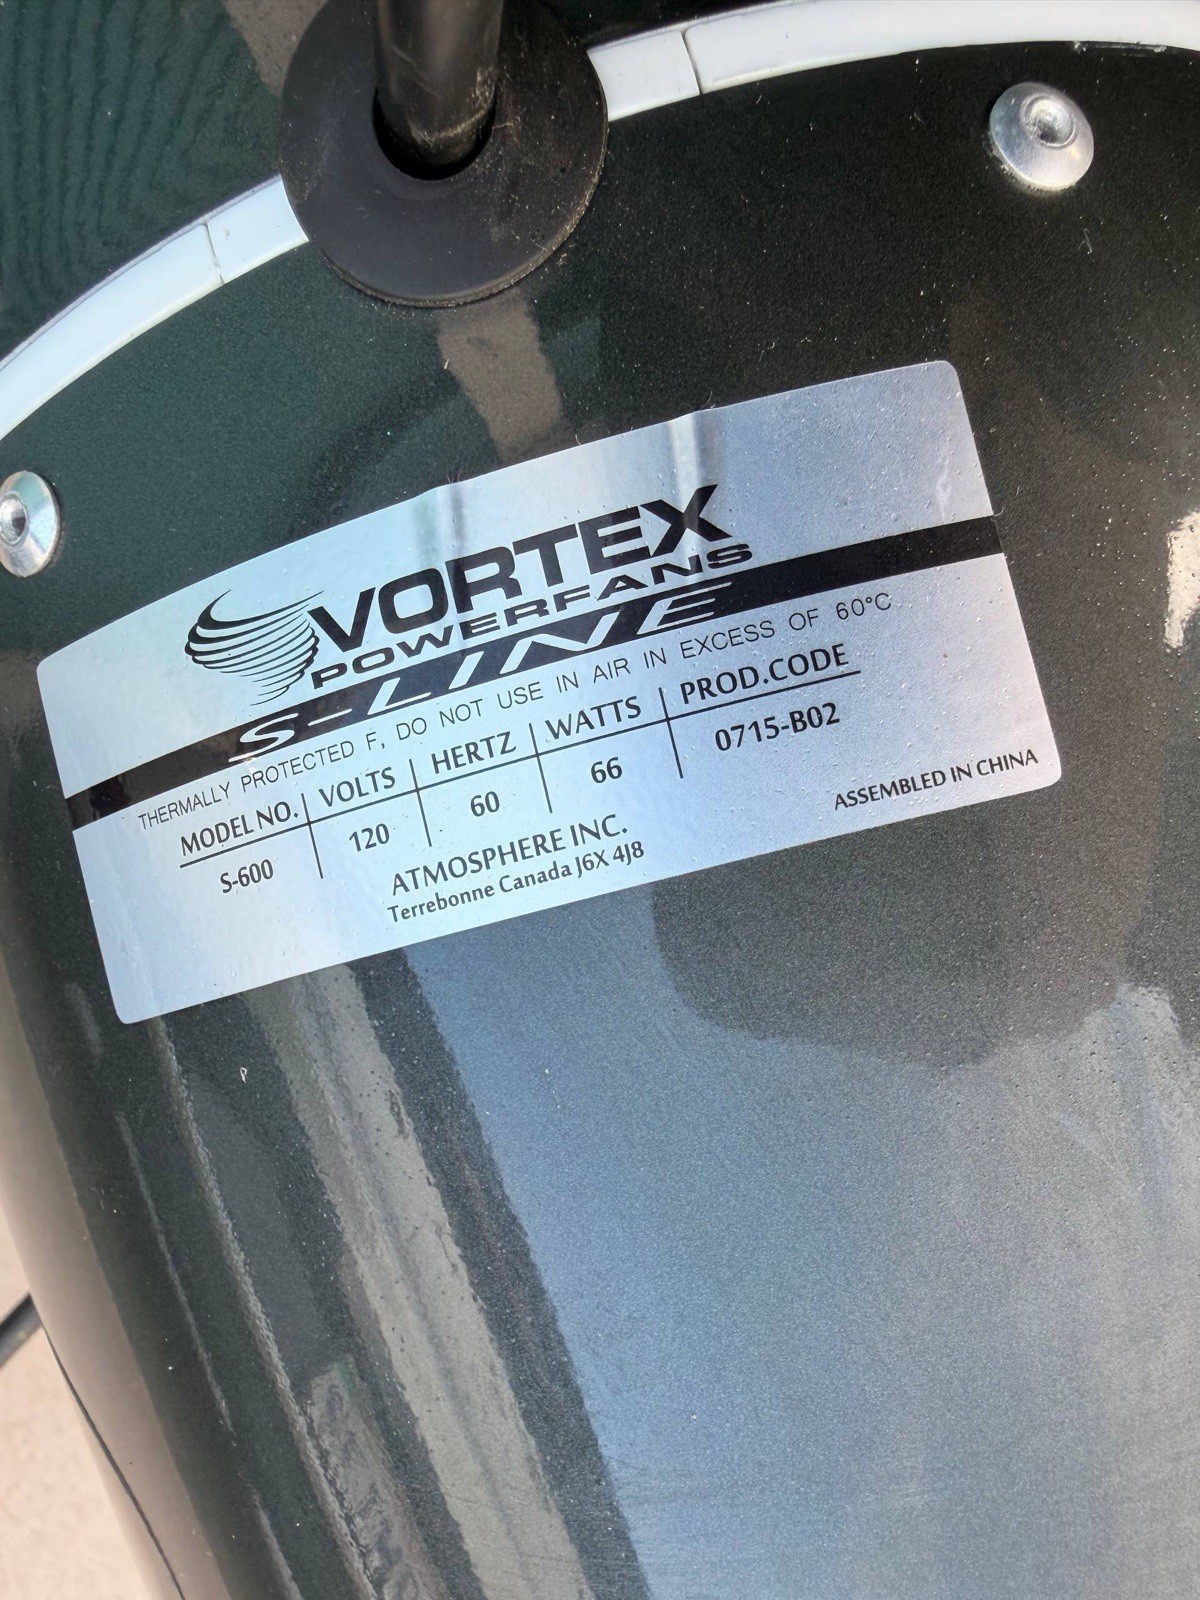 VORTEX
POWERFANS
S-LINE
THERMALLY PROTECTED F, DO NOT USE IN AIR IN EXCESS OF 60°C
MODEL NO. VOLTS HERTZ WATTS PROD.CODE
S-600 120 60 66 0715-B02
ATMOSPHERE INC.
Terrebonne Canada J6X 4J8
ASSEMBLED IN CHINA